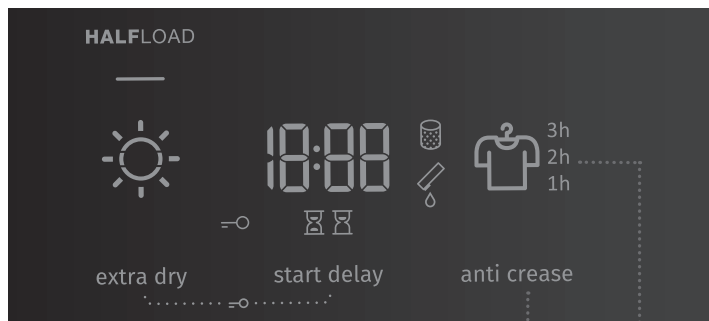 HALFLOAD
18:88
3h
2h
1h
extra dry
start delay
anti crease